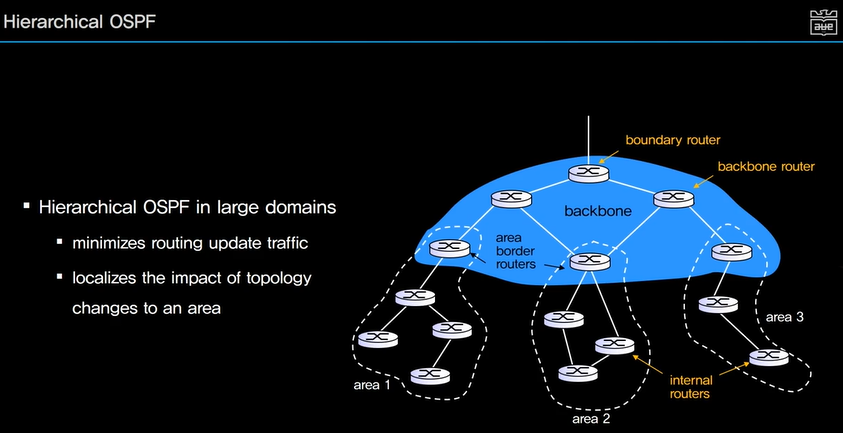 Hierarchical OSPF
aue
boundary router
backbone router
▪ Hierarchical OSPF in large domains
backbone
▪ minimizes routing update traffic
area
border
routers
▪ localizes the impact of topology
changes to an area
area 3
area 1
internal
routers
area 2